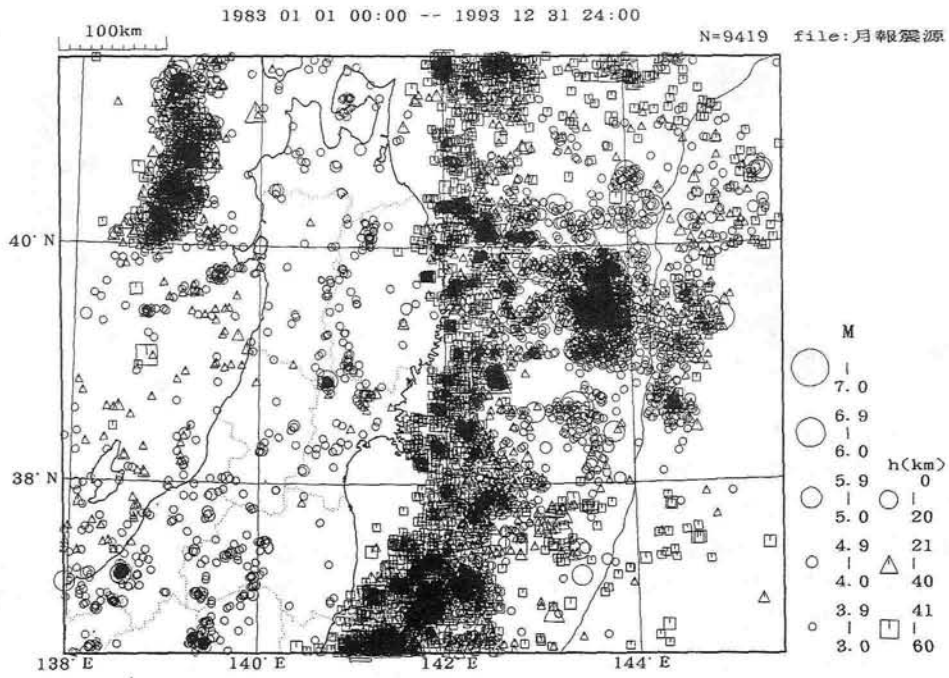 1983 01 01 00:00 -- 1993 12 31 24:00
100km
N=9419 file:月報震源
40° N
38° N
138° E
140° E
142° E
144° E
M
7.0
6.9
6.0
5.9
5.0
4.9
4.0
3.9
3.0
h(km)
0
20
21
40
41
60